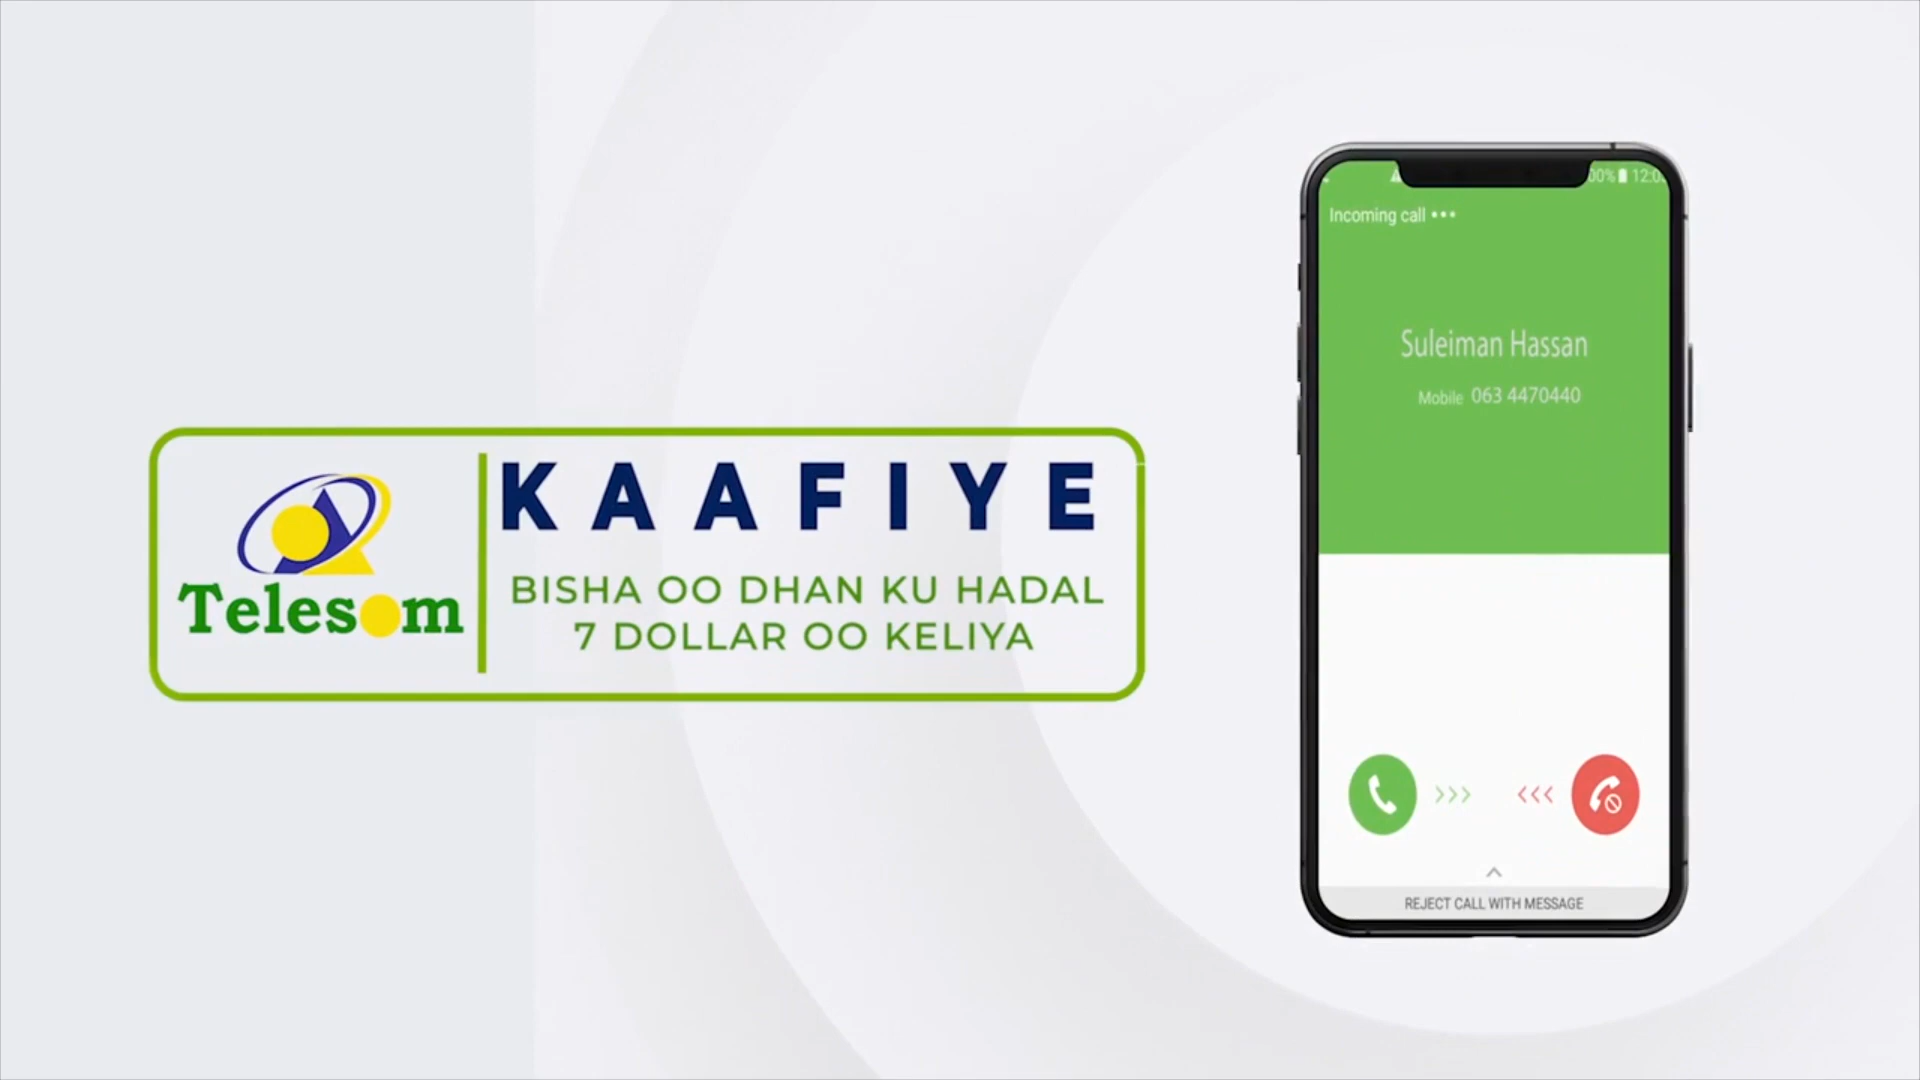 Telesom
KAAFIYE
BISHA OO DHAN KU HADAL
7 DOLLAR OO KELIYA
Incoming call •••
Suleiman Hassan
Mobile 063 4470440
REJECT CALL WITH MESSAGE